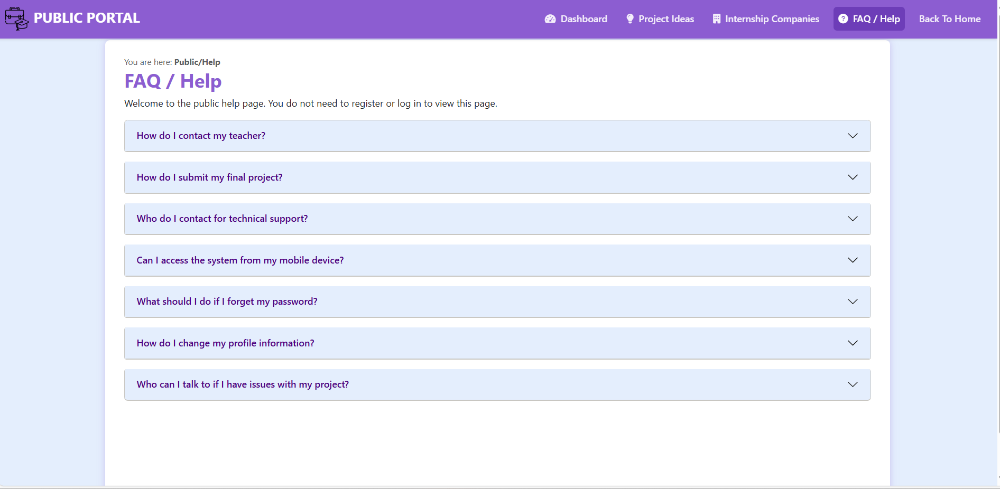 PUBLIC PORTAL
Dashboard
Project Ideas
Internship Companies
FAQ / Help
Back To Home
You are here: Public/Help
FAQ / Help
Welcome to the public help page. You do not need to register or log in to view this page.
How do I contact my teacher?
How do I submit my final project?
Who do I contact for technical support?
Can I access the system from my mobile device?
What should I do if I forget my password?
How do I change my profile information?
Who can I talk to if I have issues with my project?